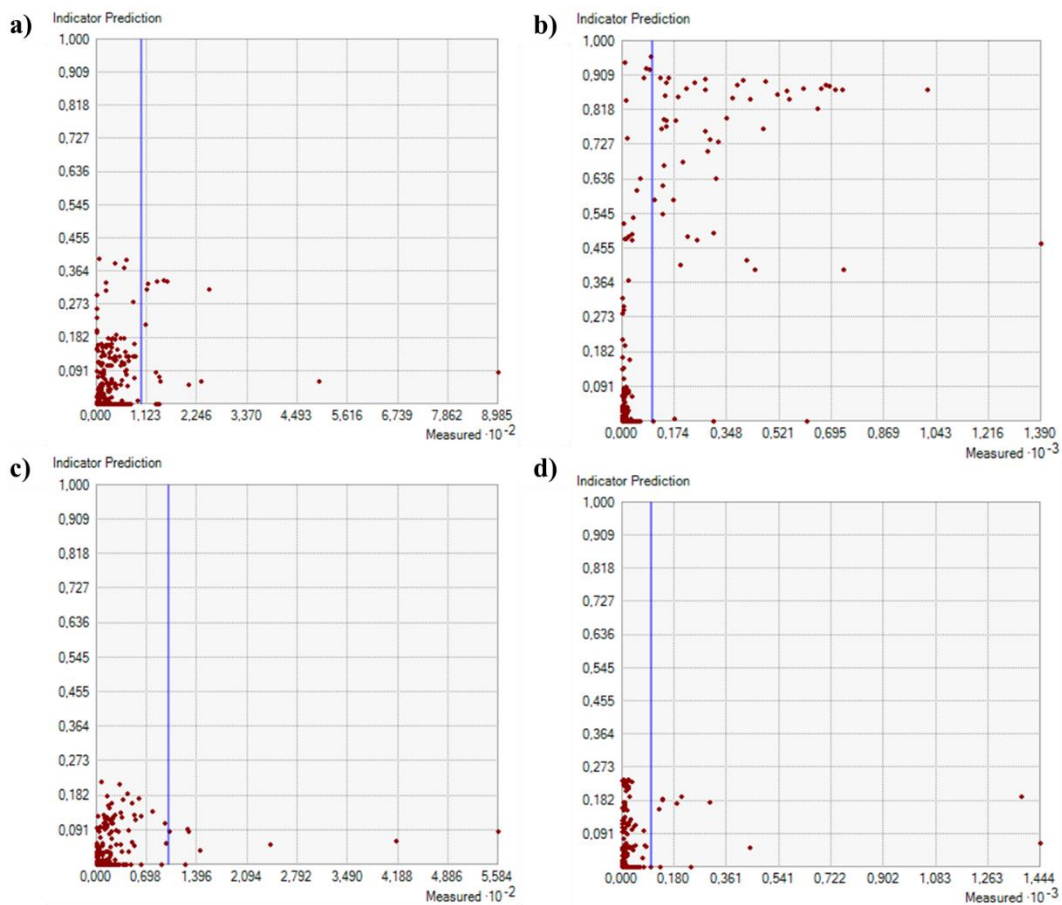 a)
Indicator Prediction
1,000
0,909
0,818
0,727
0,636
0,545
0,455
0,364
0,273
0,182
0,091
0,000 1,123 2,246 3,370 4,493 5,616 6,739 7,862 8,985
Measured ·10⁻²
b)
Indicator Prediction
1,000
0,909
0,818
0,727
0,636
0,545
0,455
0,364
0,273
0,182
0,091
0,000 0,174 0,348 0,521 0,695 0,869 1,043 1,216 1,390
Measured ·10⁻³
c)
Indicator Prediction
1,000
0,909
0,818
0,727
0,636
0,545
0,455
0,364
0,273
0,182
0,091
0,000 0,698 1,396 2,094 2,792 3,490 4,188 4,886 5,584
Measured ·10⁻²
d)
Indicator Prediction
1,000
0,909
0,818
0,727
0,636
0,545
0,455
0,364
0,273
0,182
0,091
0,000 0,180 0,361 0,541 0,722 0,902 1,083 1,263 1,444
Measured ·10⁻³